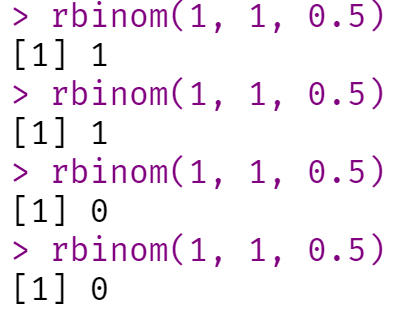 > rbinom(1, 1, 0.5)
[1] 1
> rbinom(1, 1, 0.5)
[1] 1
> rbinom(1, 1, 0.5)
[1] 0
> rbinom(1, 1, 0.5)
[1] 0